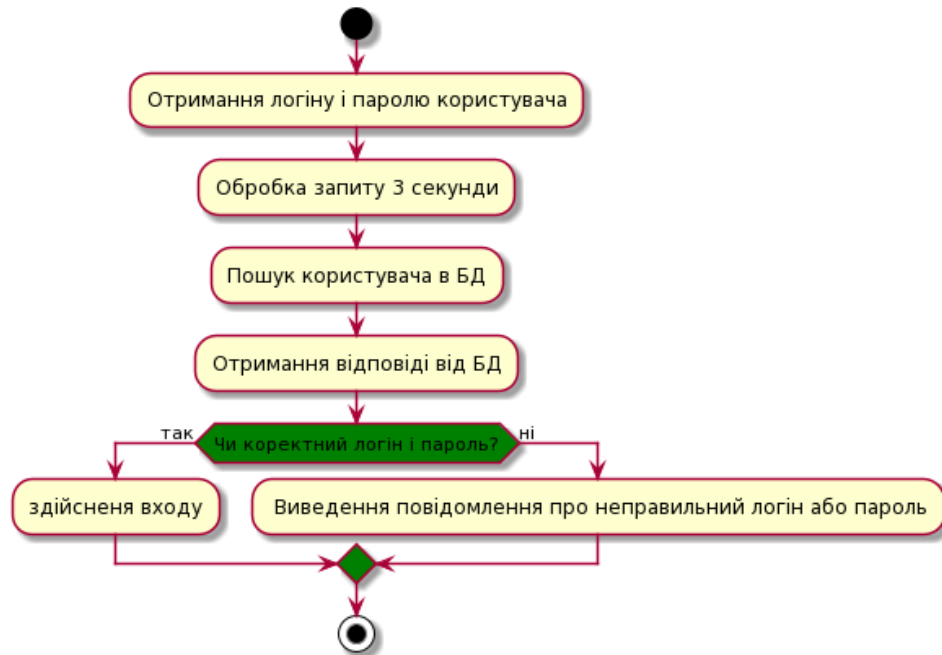 Отримання логіну і паролю користувача
Обробка запиту 3 секунди
Пошук користувача в БД
Отримання відповіді від БД
так
Чи коректний логін і пароль?
ні
здійсненя входу
Виведення повідомлення про неправильний логін або пароль